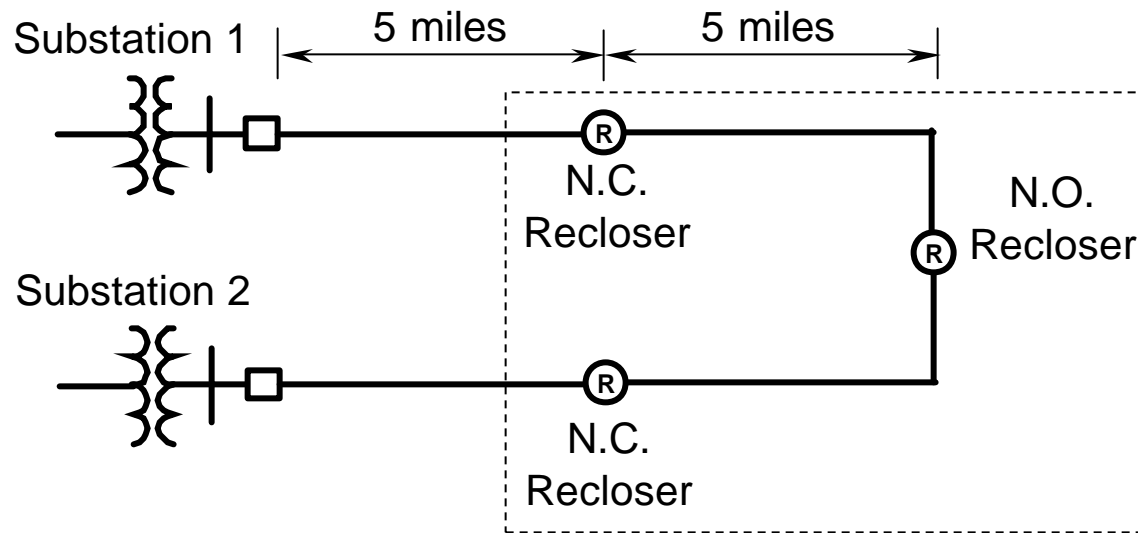 Substation 1
5 miles
5 miles
R
N.C.
Recloser
N.O.
Recloser
R
Substation 2
R
N.C.
Recloser